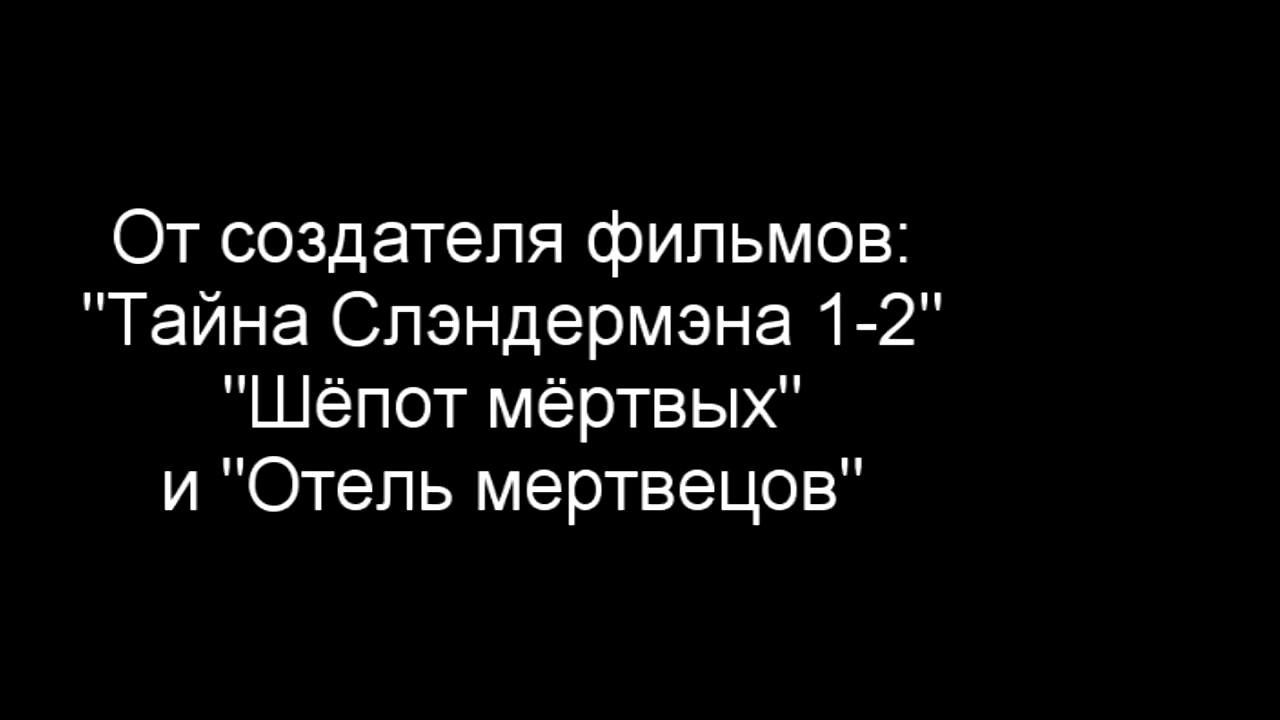 От создателя фильмов:
"Тайна Слэндермэна 1-2"
"Шёпот мёртвых"
и "Отель мертвецов"